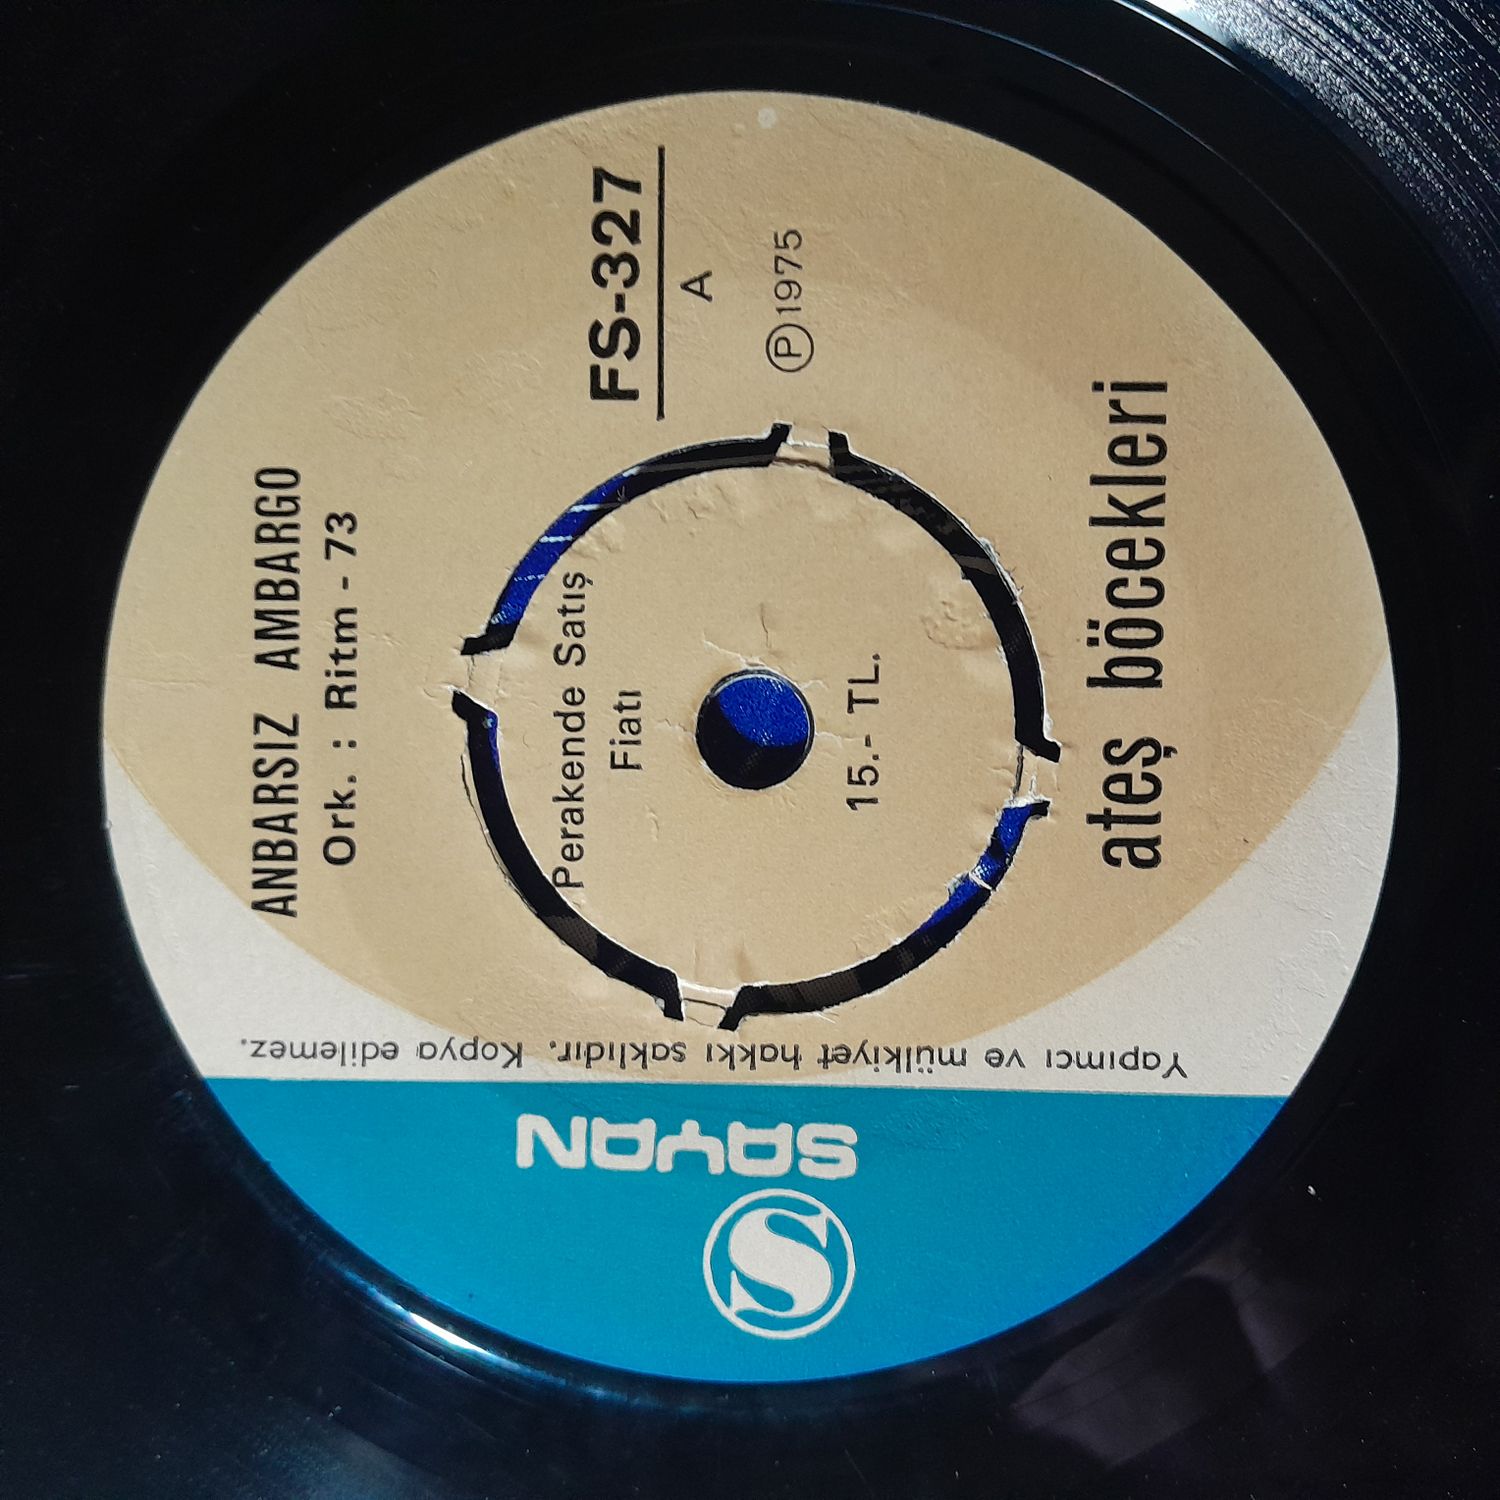 ANBARSIZ AMBARGO
Ork. : Ritm - 73
FS-327
A
Ⓟ1975
Perakende Satış
Fiatı
15.- TL.
ateş böcekleri
Yapımcı ve mülkiyet hakkı saklıdır. Kopya edilemez.
SAYAN
S